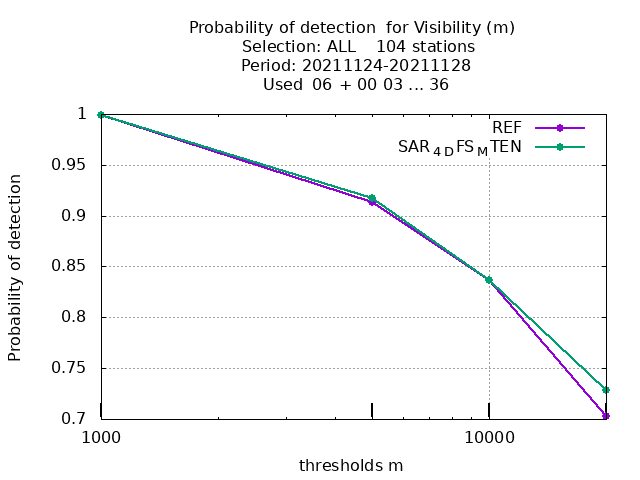 Probability of detection for Visibility (m)
Selection: ALL 104 stations
Period: 20211124-20211128
Used 06 + 00 03 ... 36
REF
SAR 4 D FS M TEN
1
0.95
0.9
0.85
0.8
0.75
0.7
Probability of detection
1000 10000
thresholds m